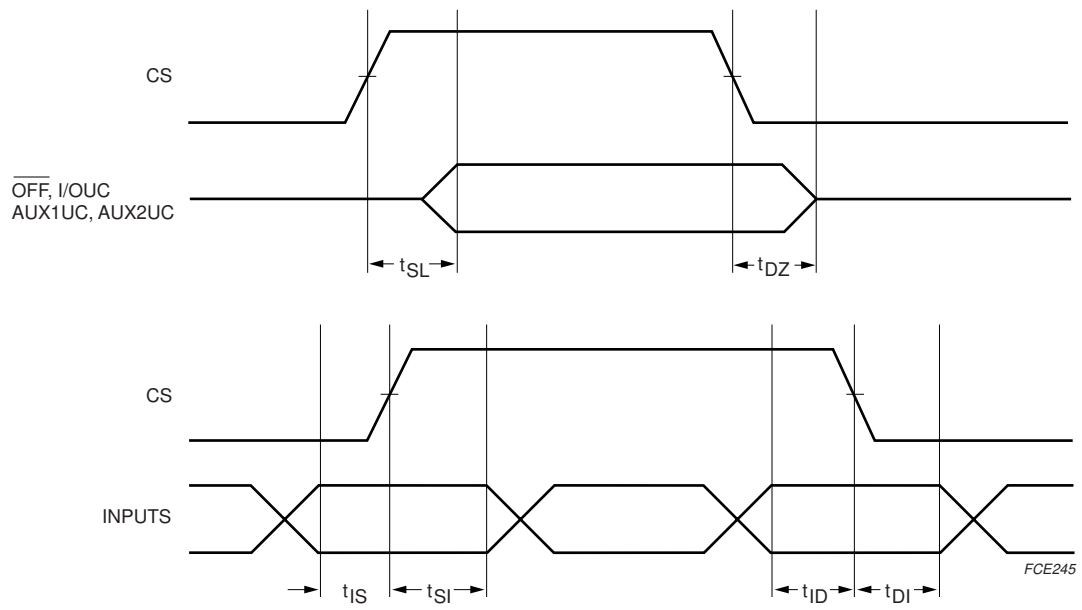 CS
OFF, I/OUC
AUX1UC, AUX2UC
tSL
tDZ
CS
INPUTS
tIS
tSI
tID
tDI
FCE245